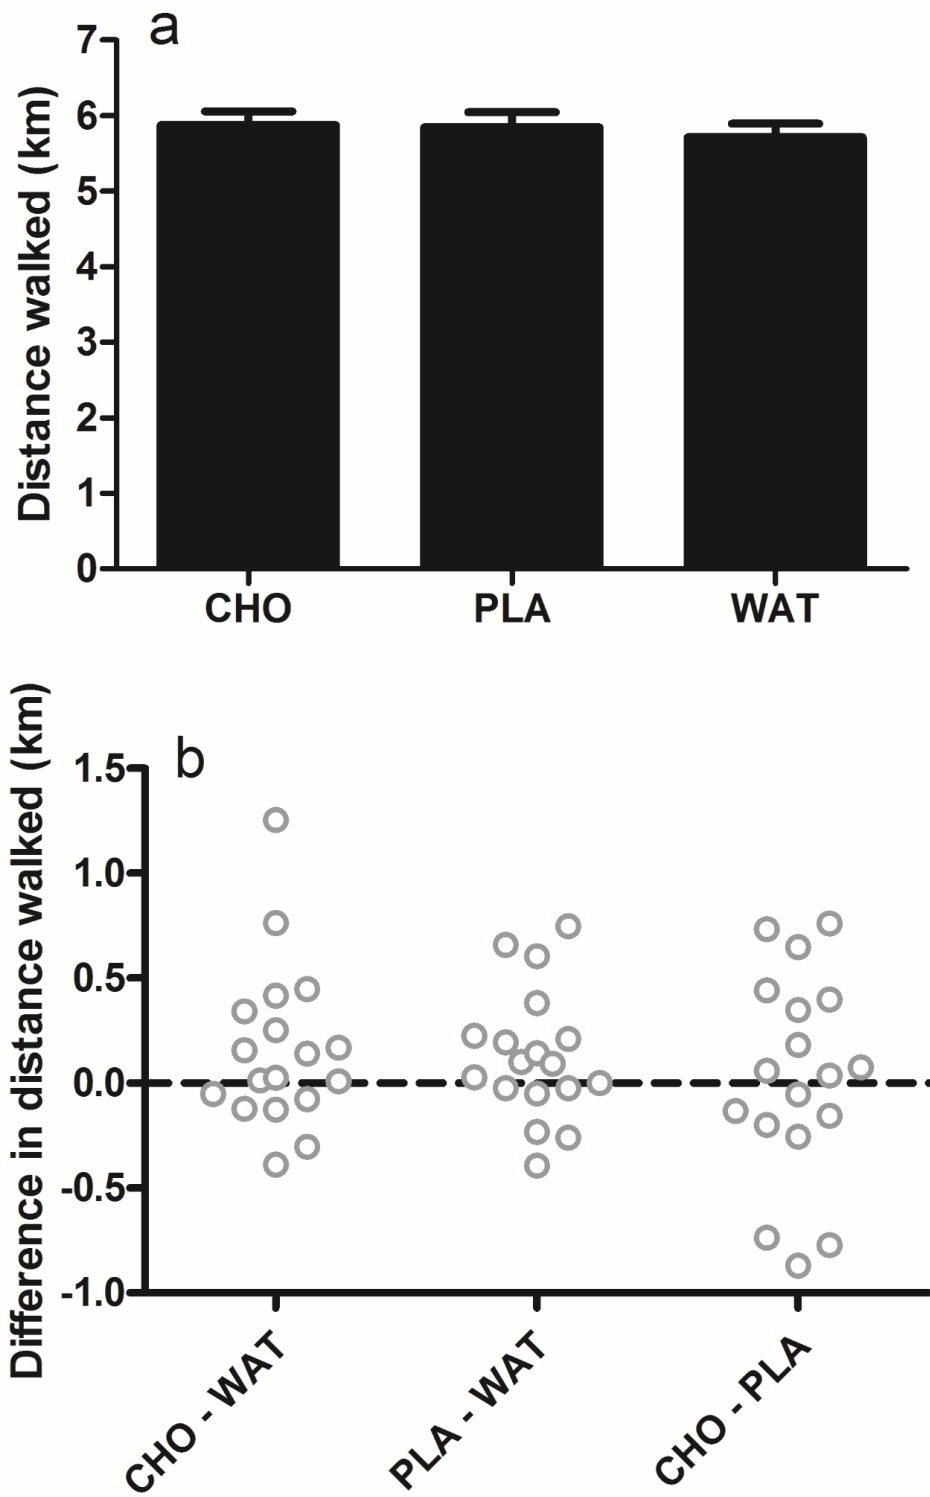 a
Distance walked (km)
7
6
5
4
3
2
1
0
CHO PLA WAT
b
Difference in distance walked (km)
1.5
1.0
0.5
0.0
-0.5
-1.0
CHO - WAT
PLA - WAT
CHO - PLA